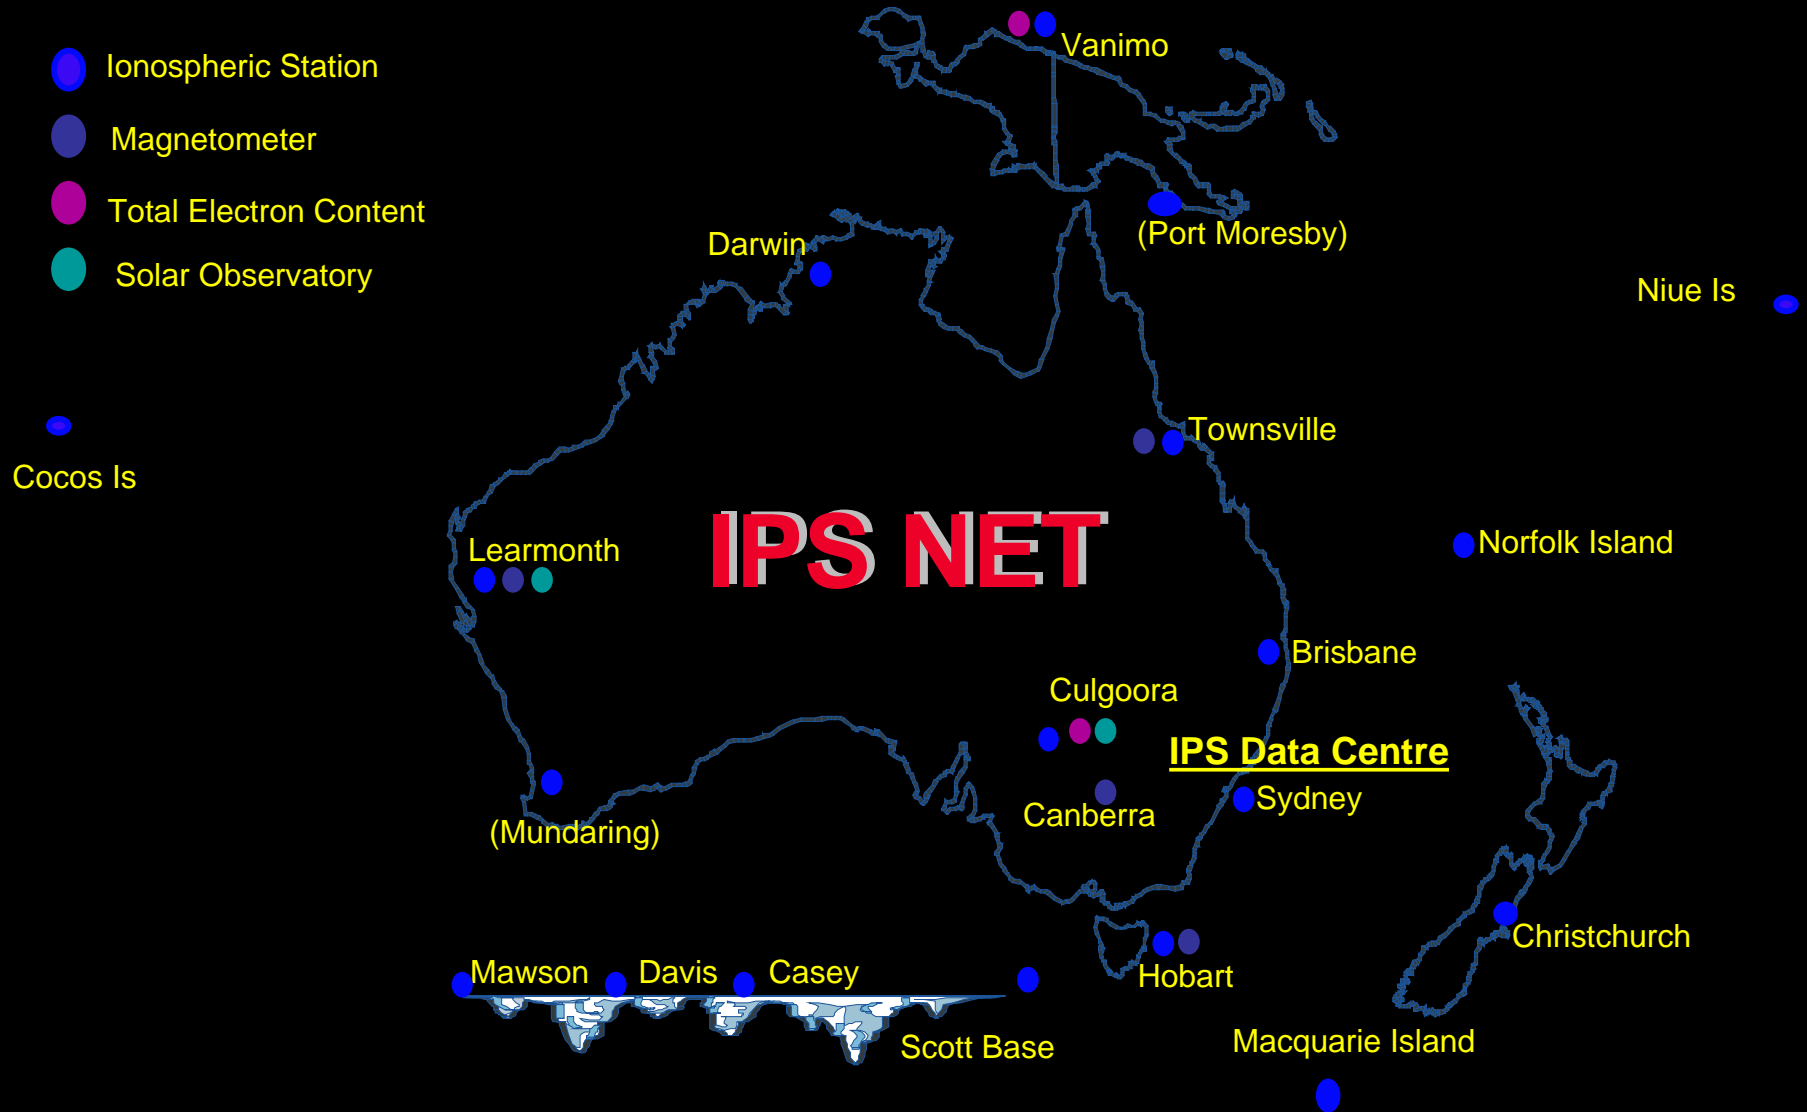 Ionospheric Station
Magnetometer
Total Electron Content
Solar Observatory
Vanimo
(Port Moresby)
Darwin
Niue Is
Cocos Is
Townsville
IPS NET
Learmonth
Norfolk Island
Brisbane
Culgoora
IPS Data Centre
Sydney
Canberra
(Mundaring)
Christchurch
Hobart
Mawson
Davis
Casey
Scott Base
Macquarie Island